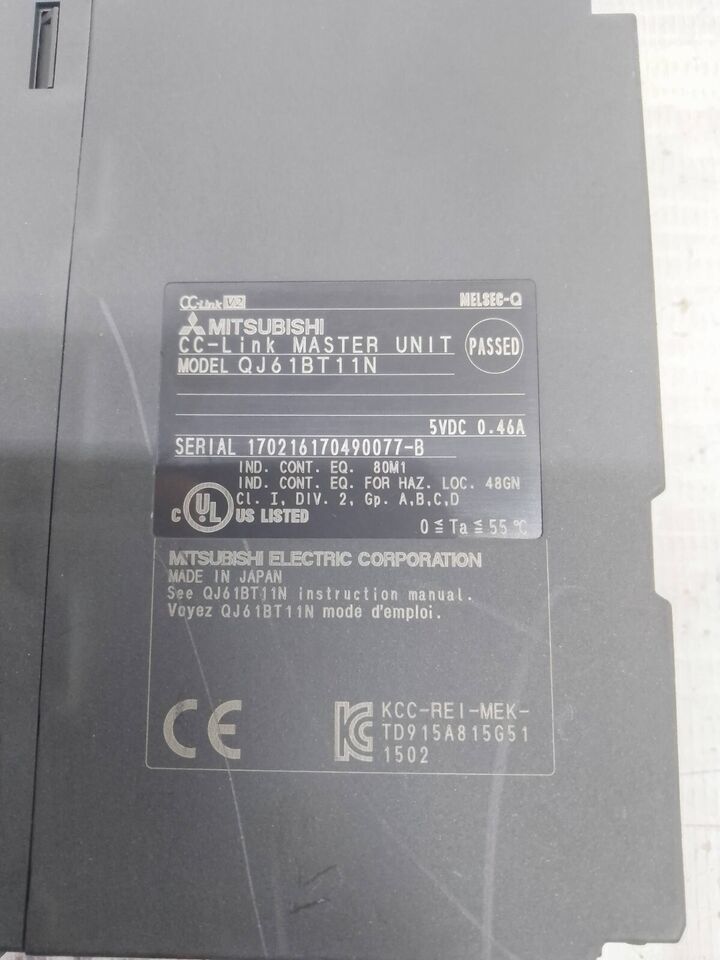 CC-Link V2 MELSEC-Q
MITSUBISHI
CC-Link MASTER UNIT
PASSED
MODEL QJ61BT11N
5VDC 0.46A
SERIAL 170216170490077-B
IND. CONT. EQ. 80M1
IND. CONT. EQ. FOR HAZ. LOC. 48GN
Cl. I, DIV. 2, Gp. A,B,C,D
C UL US LISTED
0≦Ta≦55℃
MITSUBISHI ELECTRIC CORPORATION
MADE IN JAPAN
See QJ61BT11N instruction manual.
Voyez QJ61BT11N mode d'emploi.
CE
KCC-REI-MEK-
TD915A815G51
1502